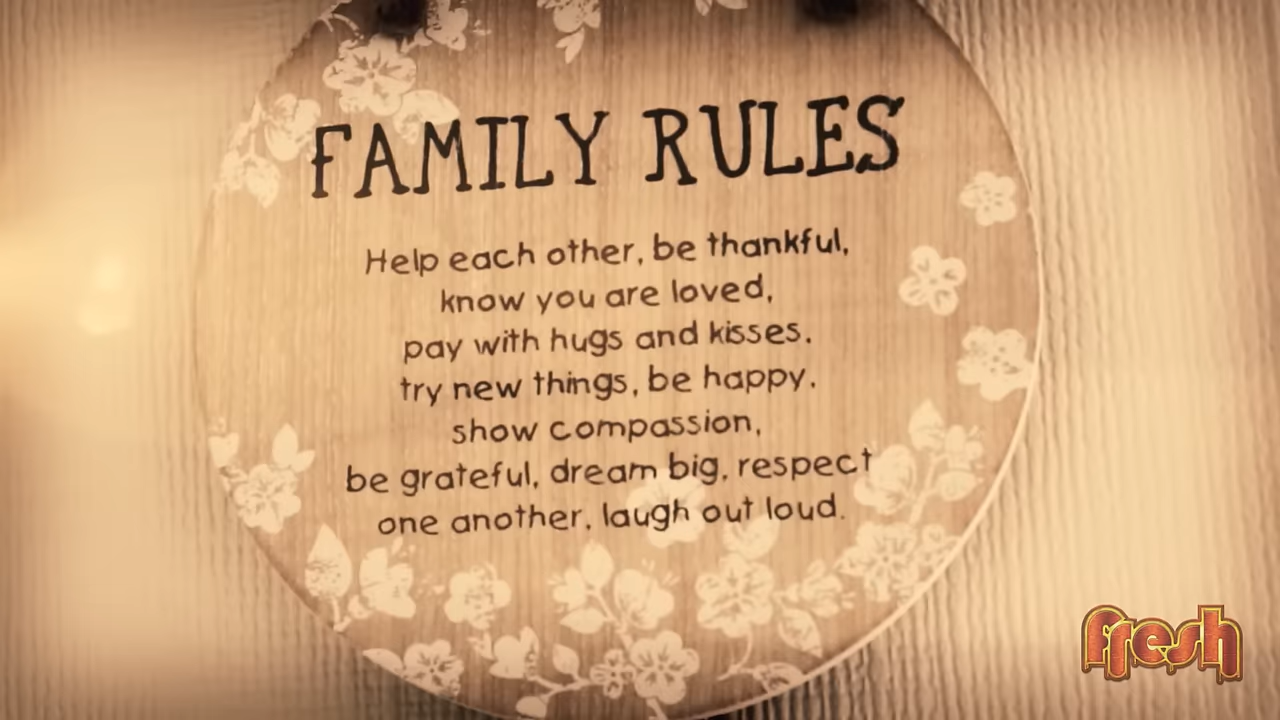 FAMILY RULES
Help each other, be thankful,
know you are loved,
pay with hugs and kisses,
try new things, be happy,
show compassion,
be grateful, dream big, respect
one another, laugh out loud.
fresh